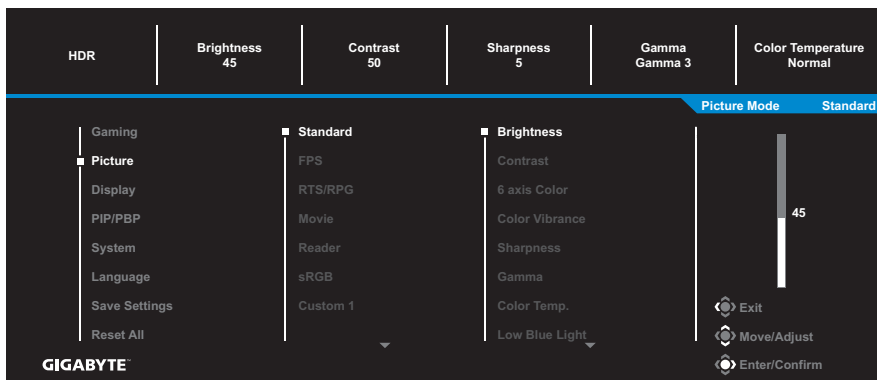 HDR
Brightness
45
Contrast
50
Sharpness
5
Gamma
Gamma 3
Color Temperature
Normal
Picture Mode Standard
Gaming
Picture
Display
PIP/PBP
System
Language
Save Settings
Reset All
Standard
FPS
RTS/RPG
Movie
Reader
sRGB
Custom 1
Brightness
Contrast
6 axis Color
Color Vibrance
Sharpness
Gamma
Color Temp.
Low Blue Light
45
Exit
Move/Adjust
Enter/Confirm
GIGABYTE™